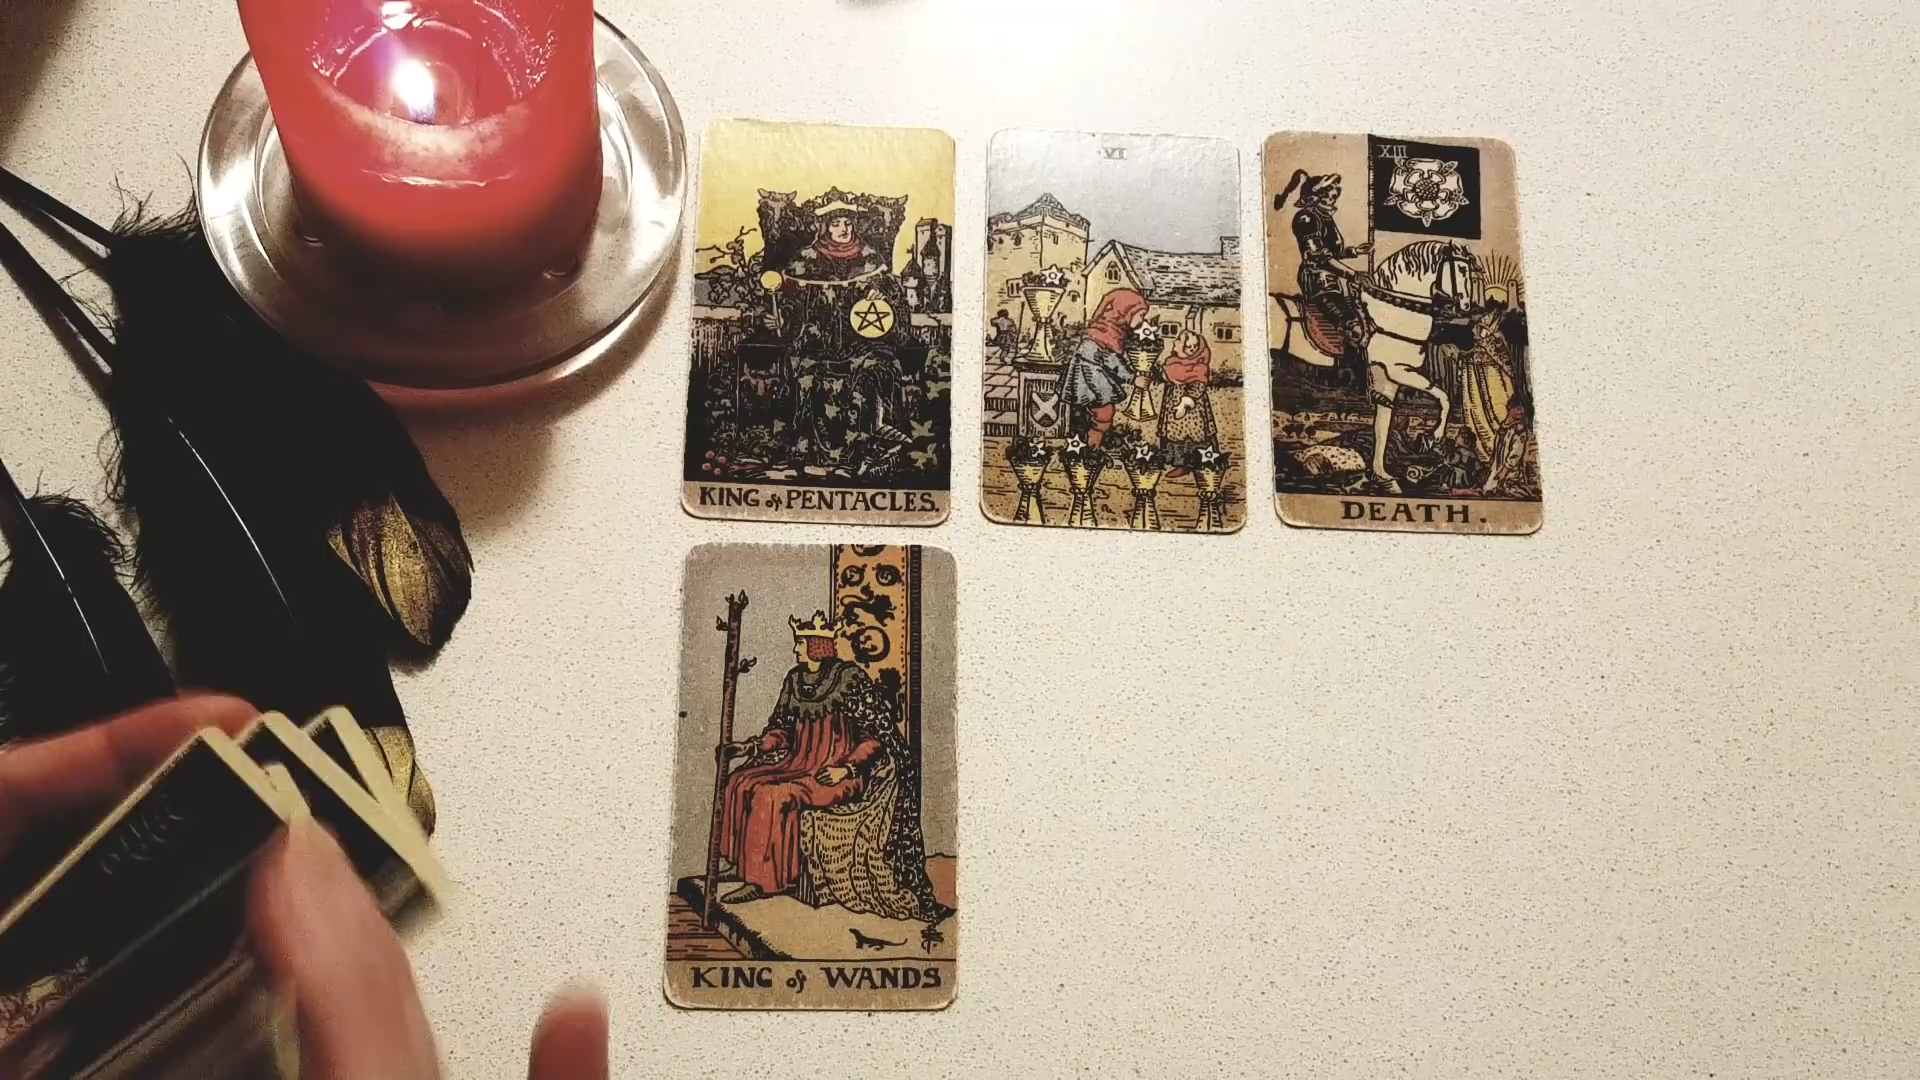 KING of PENTACLES.
VI
XIII
DEATH.
KING of WANDS